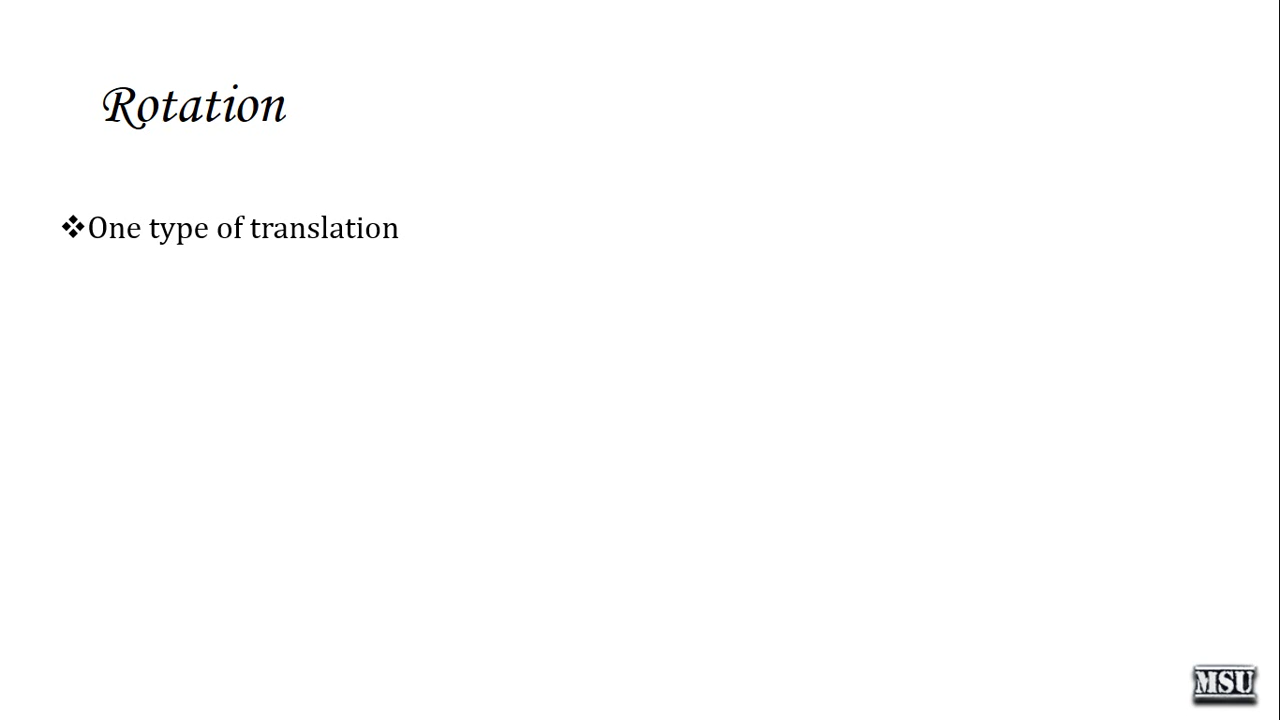 Rotation
❖One type of translation
MSU